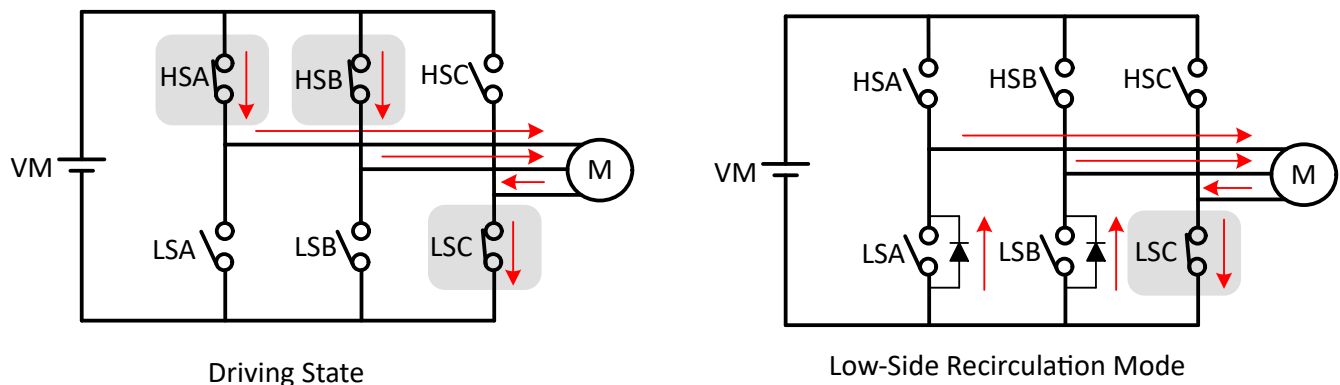 HSA
HSB
HSC
VM
M
LSA
LSB
LSC
Driving State
HSA
HSB
HSC
VM
M
LSA
LSB
LSC
Low-Side Recirculation Mode